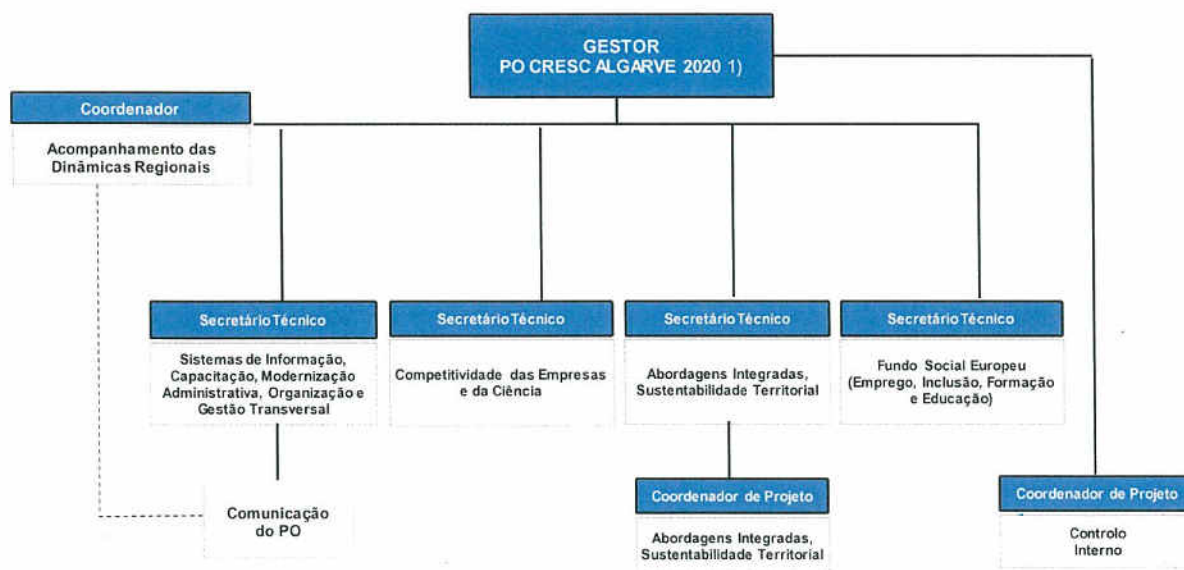 GESTOR
PO CRESC ALGARVE 2020 1)
Coordenador
Acompanhamento das
Dinâmicas Regionais
Secretário Técnico
Sistemas de Informação,
Capacitação, Modernização
Administrativa, Organização e
Gestão Transversal
Secretário Técnico
Competitividade das Empresas
e da Ciência
Secretário Técnico
Abordagens Integradas,
Sustentabilidade Territorial
Secretário Técnico
Fundo Social Europeu
(Emprego, Inclusão, Formação
e Educação)
Comunicação
do PO
Coordenador de Projeto
Abordagens Integradas,
Sustentabilidade Territorial
Coordenador de Projeto
Controlo
Interno